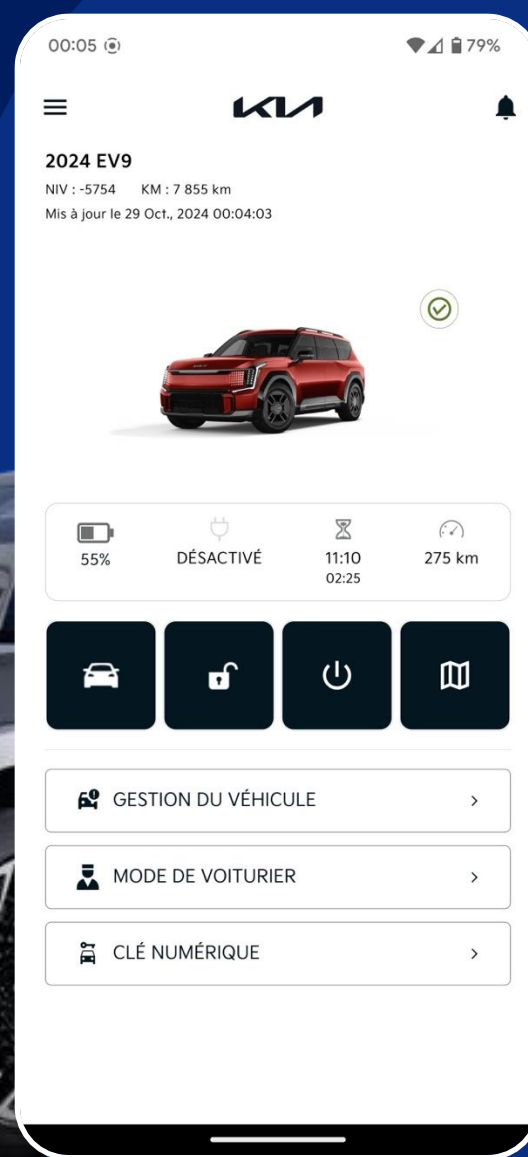 00:05 79%
KIA
2024 EV9
NIV : -5754 KM : 7 855 km
Mis à jour le 29 Oct., 2024 00:04:03
55% DÉSACTIVÉ 11:10 275 km
02:25
GESTION DU VÉHICULE
MODE DE VOITURIER
CLÉ NUMÉRIQUE